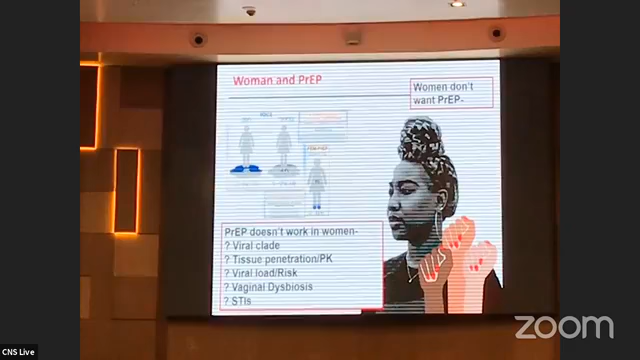 Woman and PrEP
Women don't
want PrEP-
PrEP doesn't work in women-
? Viral clade
? Tissue penetration/PK
? Viral load/Risk
? Vaginal Dysbiosis
? STIs
zoom
CNS Live